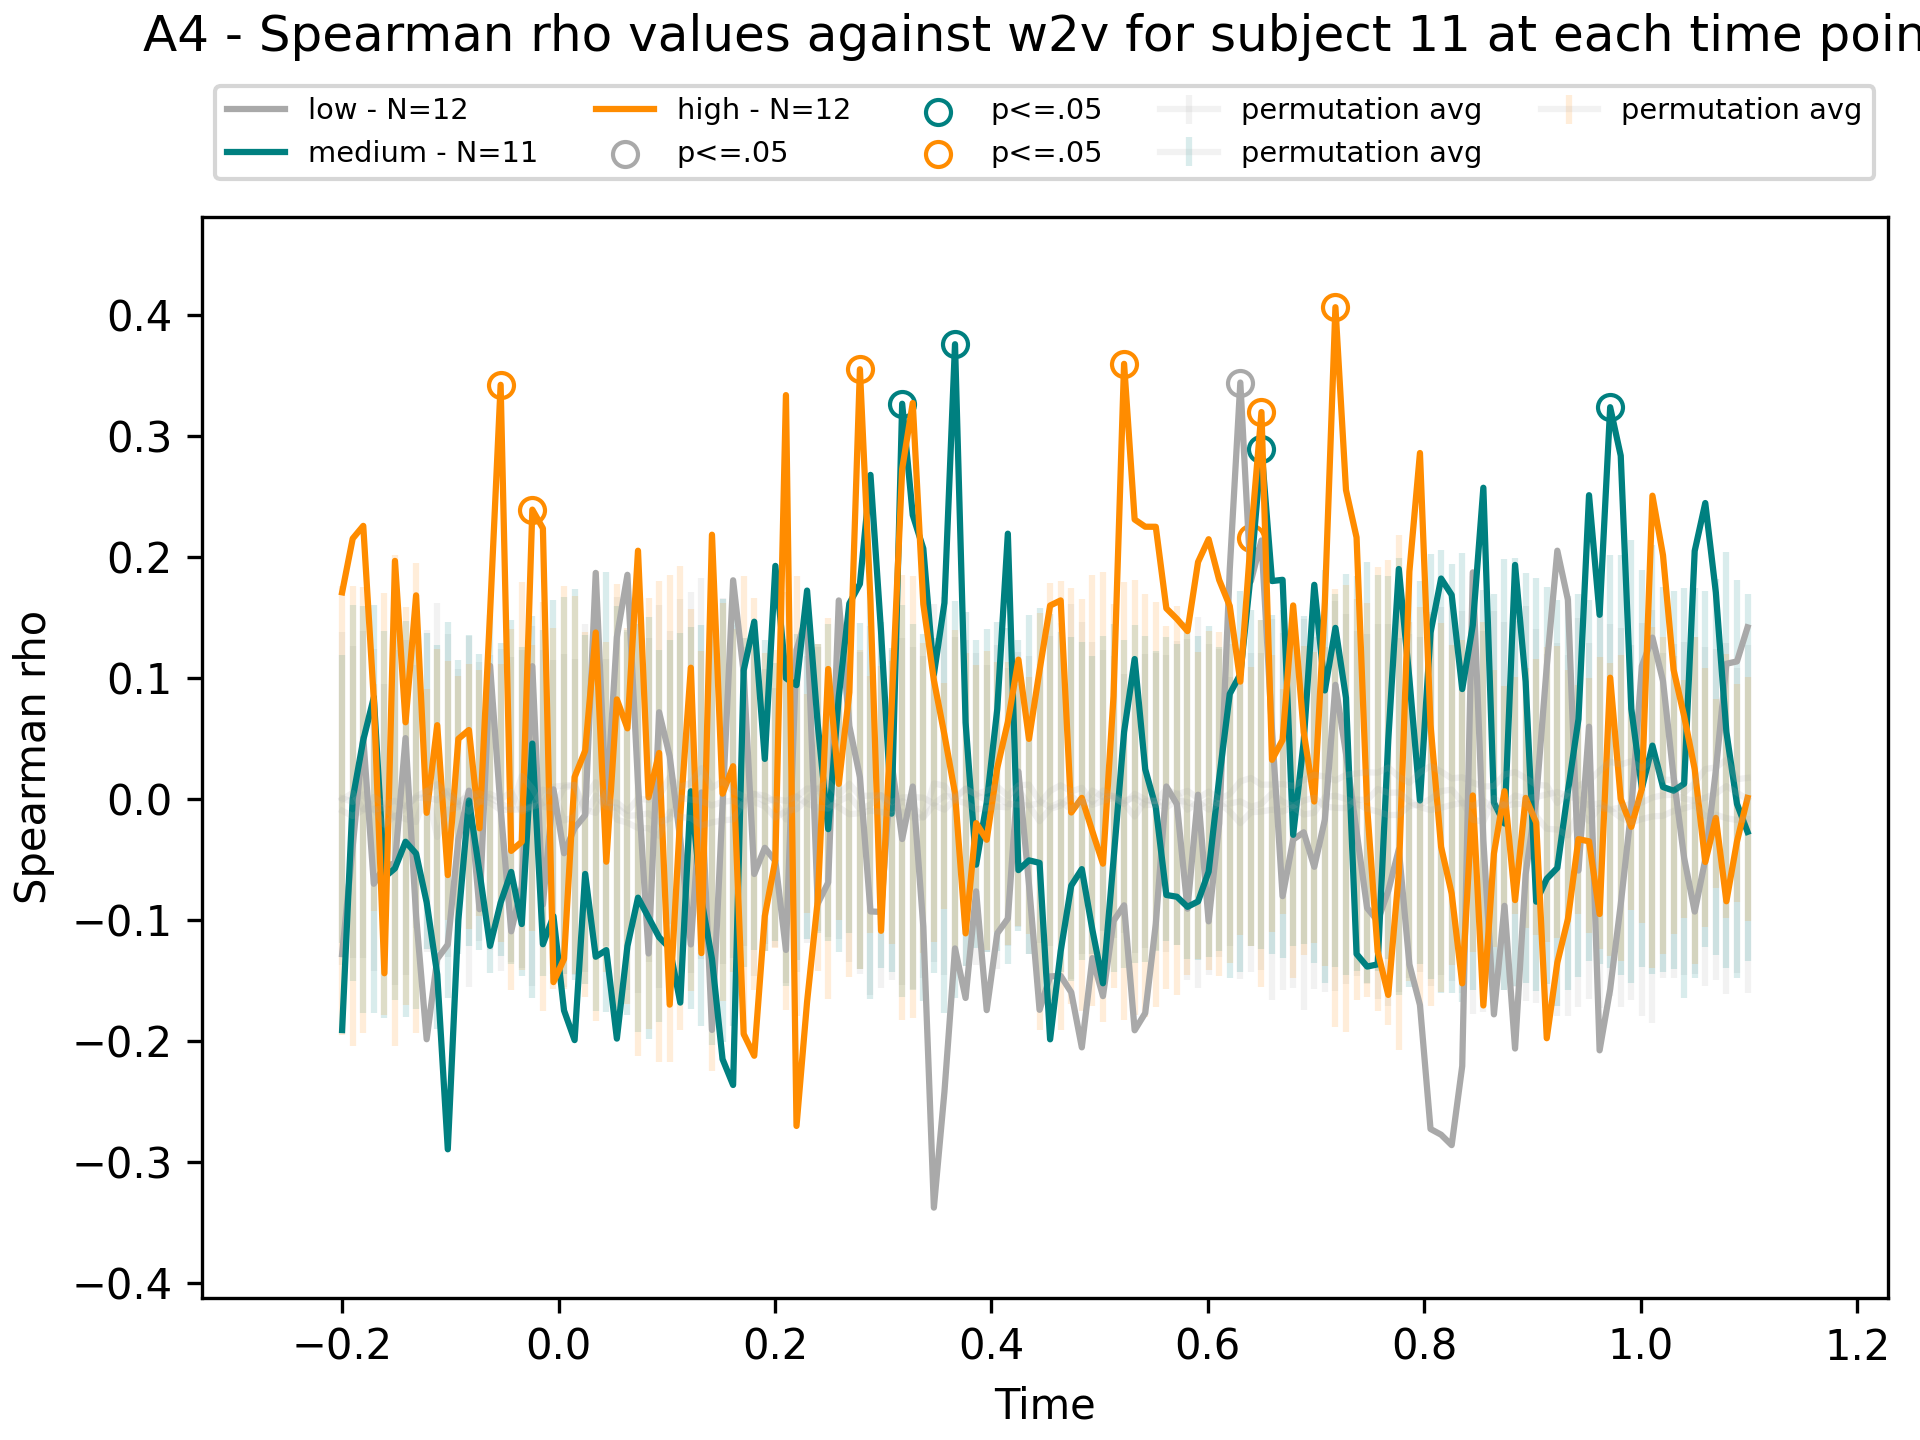 A4 - Spearman rho values against w2v for subject 11 at each time poin
low - N=12
medium - N=11
high - N=12
p<=.05
p<=.05
p<=.05
permutation avg
permutation avg
permutation avg
Spearman rho
0.4
0.3
0.2
0.1
0.0
−0.1
−0.2
−0.3
−0.4
−0.2 0.0 0.2 0.4 0.6 0.8 1.0 1.2
Time